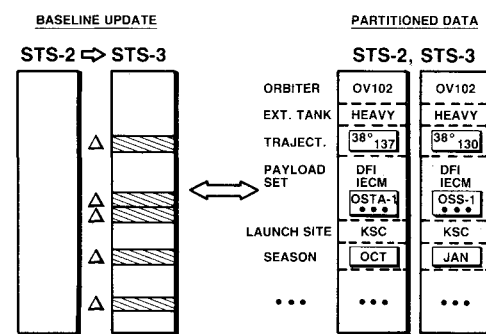 BASELINE UPDATE
STS-2 ⇨ STS-3
Δ
Δ
Δ
Δ
Δ
PARTITIONED DATA
STS-2, STS-3
ORBITER OV102 OV102
EXT. TANK HEAVY HEAVY
TRAJECT. 38° 137 38° 130
PAYLOAD SET DFI DFI
IECM IECM
OSTA-1 OSS-1
••• •••
LAUNCH SITE KSC KSC
SEASON OCT JAN
••• ••• •••